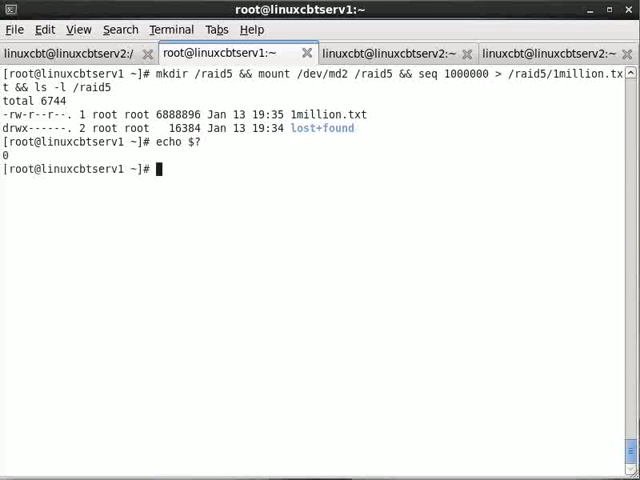 root@linuxcbtserv1:~
File Edit View Search Terminal Tabs Help
linuxcbt@linuxcbtserv2:/ root@linuxcbtserv1:~ linuxcbt@linuxcbtserv2:~ linuxcbt@linuxcbtserv2:~
[root@linuxcbtserv1 ~]# mkdir /raid5 && mount /dev/md2 /raid5 && seq 1000000 > /raid5/1million.tx
t && ls -l /raid5
total 6744
-rw-r--r--. 1 root root 6888896 Jan 13 19:35 1million.txt
drwx------. 2 root root   16384 Jan 13 19:34 lost+found
[root@linuxcbtserv1 ~]# echo $?
0
[root@linuxcbtserv1 ~]#